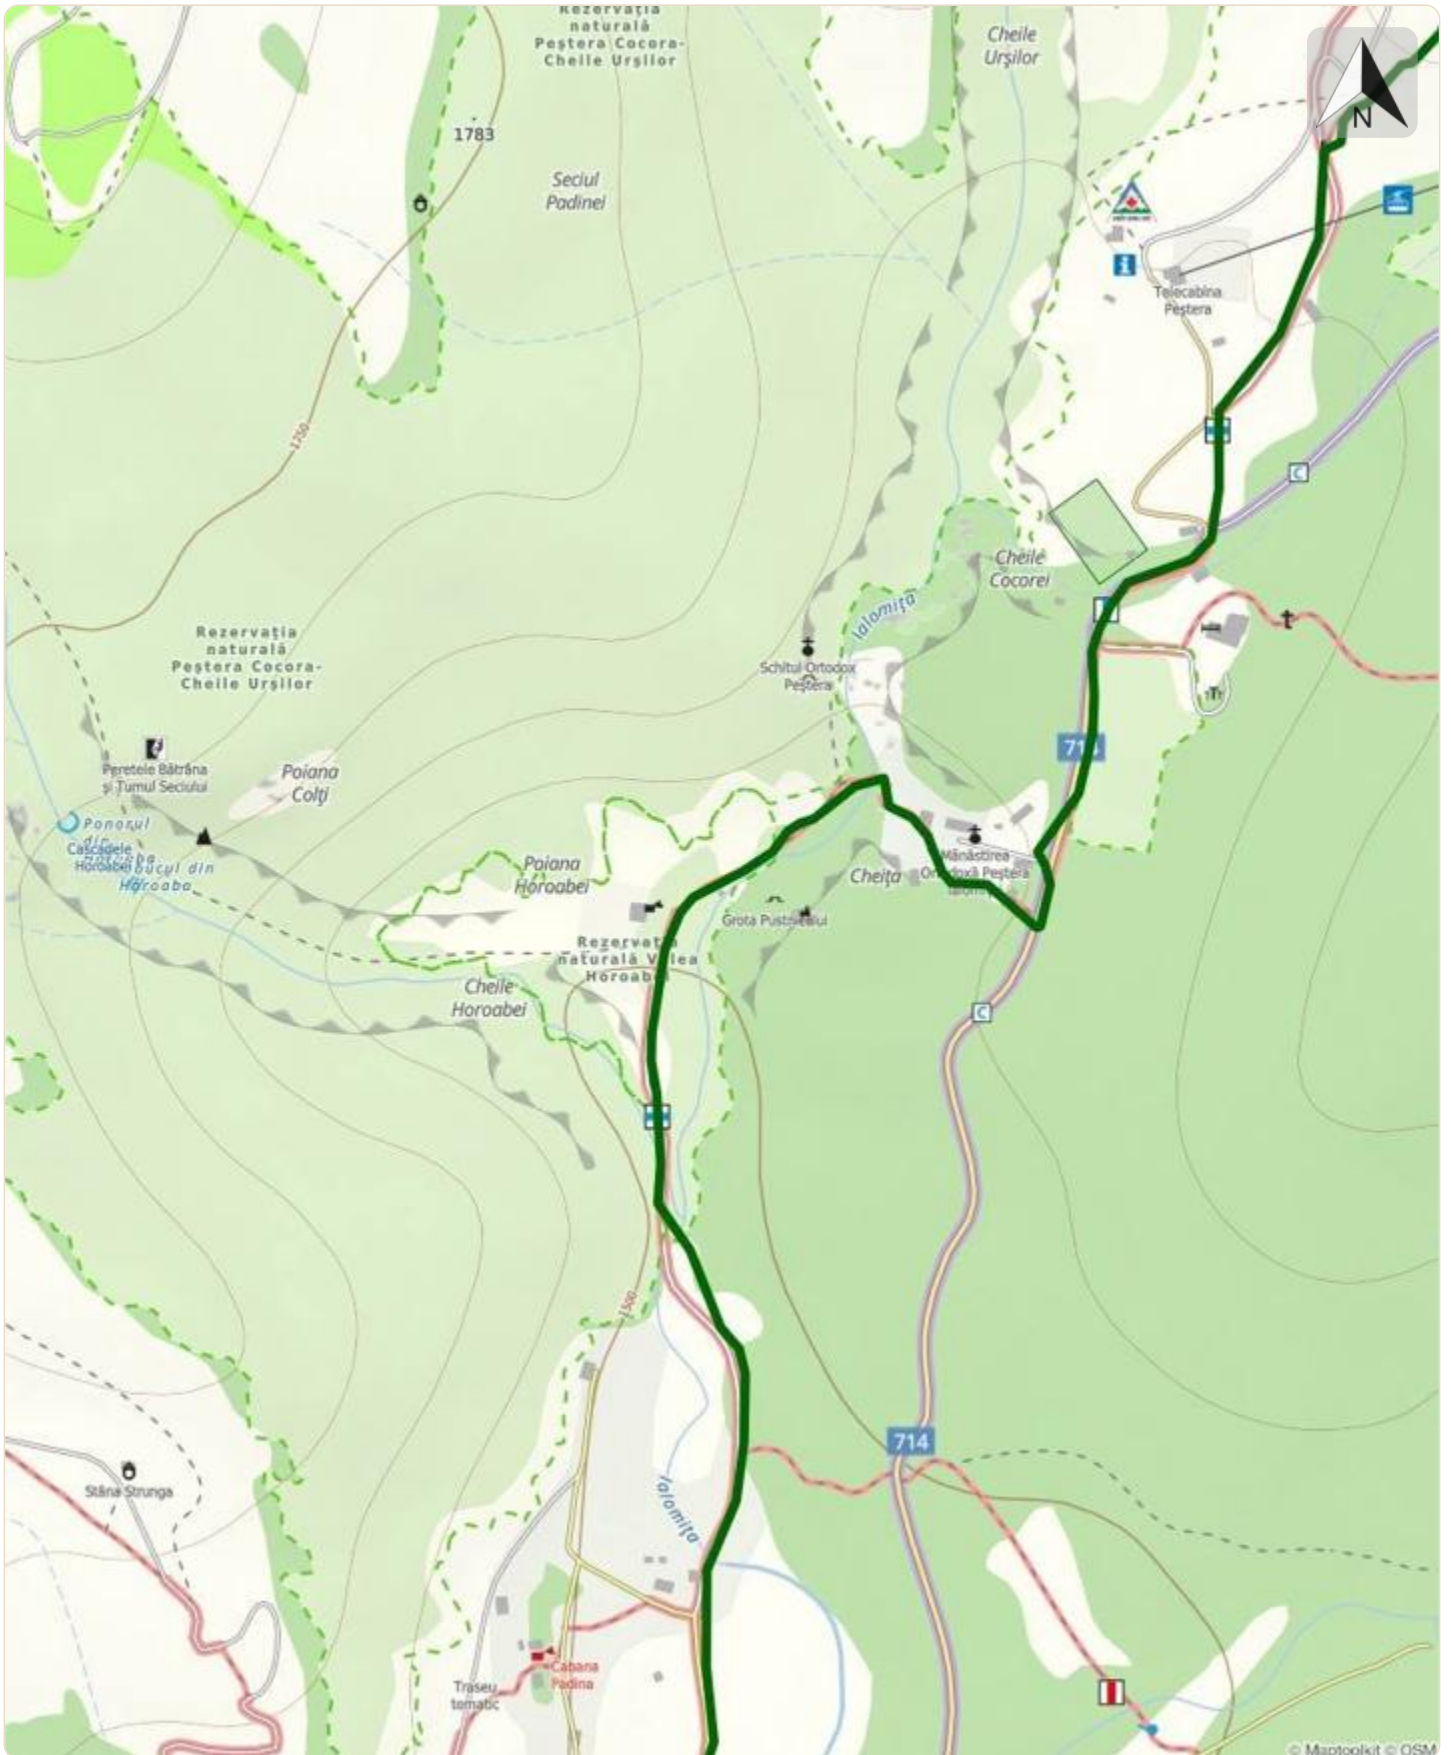 Rezervația
naturală
Peștera Cocora-
Cheile Urșilor
Cheile
Urșilor
N
1783
Seciul
Padinei
Telecabina
Peștera
1750
C
Cheile
Cocorei
Ialomița
Rezervația
naturală
Peștera Cocora-
Cheile Urșilor
Schitul Ortodox
Peștera
Peretele Bătrâna
și Turnul Seciului
Poiana
Colți
Ponorul
din
Cascadele
Horoabei
Horoaba
Poiana
Horoabei
Cheița
Mănăstirea
Ortodoxă Peștera
Grota Pustnicului
Rezervația
naturală Valea
Horoabei
Cheile
Horoabei
C
1500
714
Stâna Strunga
Ialomița
Cabana
Padina
Traseu
tematic
© Maptoolkit © OSM